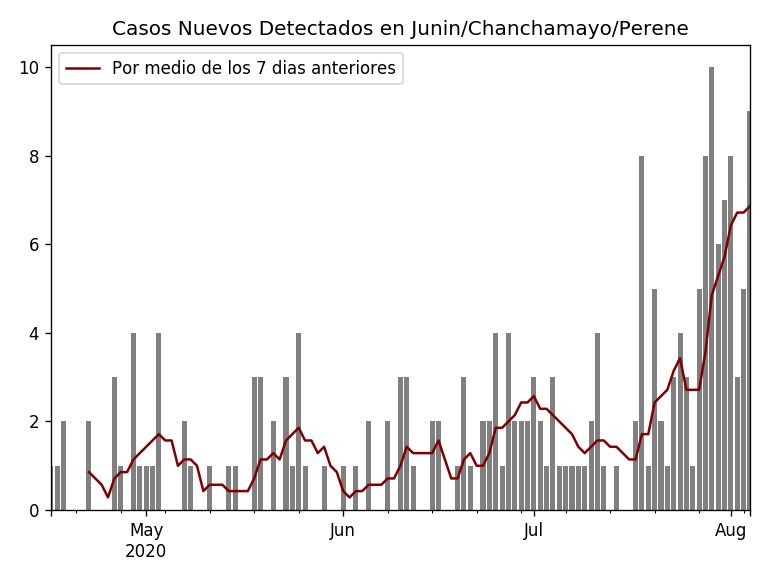 Casos Nuevos Detectados en Junin/Chanchamayo/Perene
Por medio de los 7 dias anteriores
10
8
6
4
2
0
May Jun Jul Aug
2020